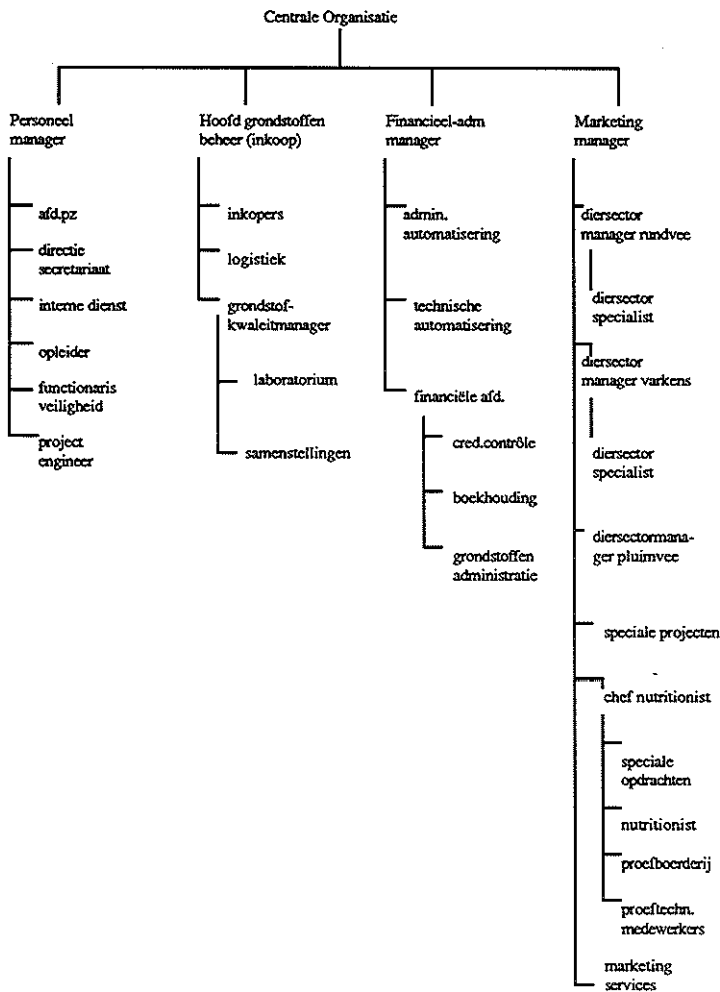 Centrale Organisatie
Personeel
manager
afd.pz
directie
secretariaat
interne dienst
opleider
functionaris
veiligheid
project
engineer
Hoofd grondstoffen
beheer (inkoop)
inkopers
logistiek
grondstof-
kwaleitmanager
laboratorium
samenstellingen
Financieel-adm
manager
admin.
automatisering
technische
automatisering
financiële afd.
cred.contrôle
boekhouding
grondstoffen
administratie
Marketing
manager
diersector
manager rundvee
diersector
specialist
diersector
manager varkens
diersector
specialist
diersectormana-
ger pluimvee
speciale projecten
chef nutritionist
speciale
opdrachten
nutritionist
proefboerderij
proeftechn.
medewerkers
marketing
services